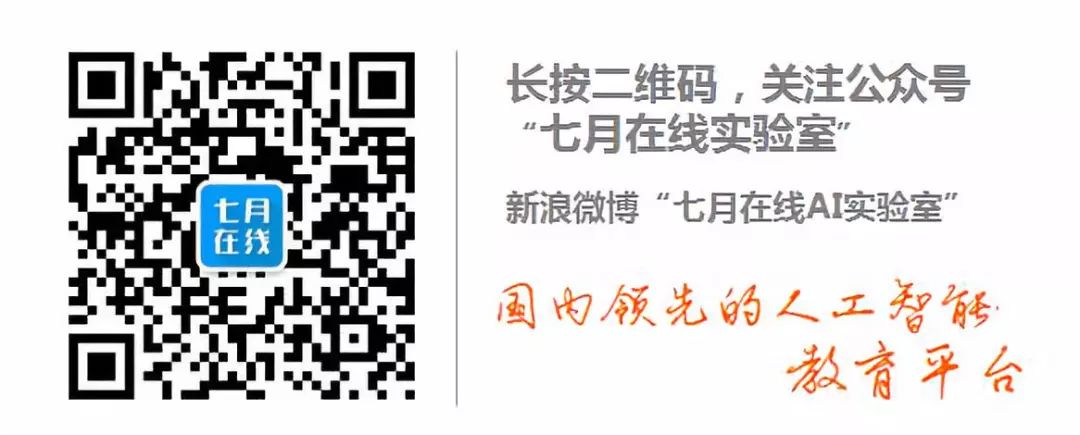 七月
在线
长按二维码，关注公众号
“七月在线实验室”
新浪微博“七月在线AI实验室”
国内领先的人工智能
教育平台